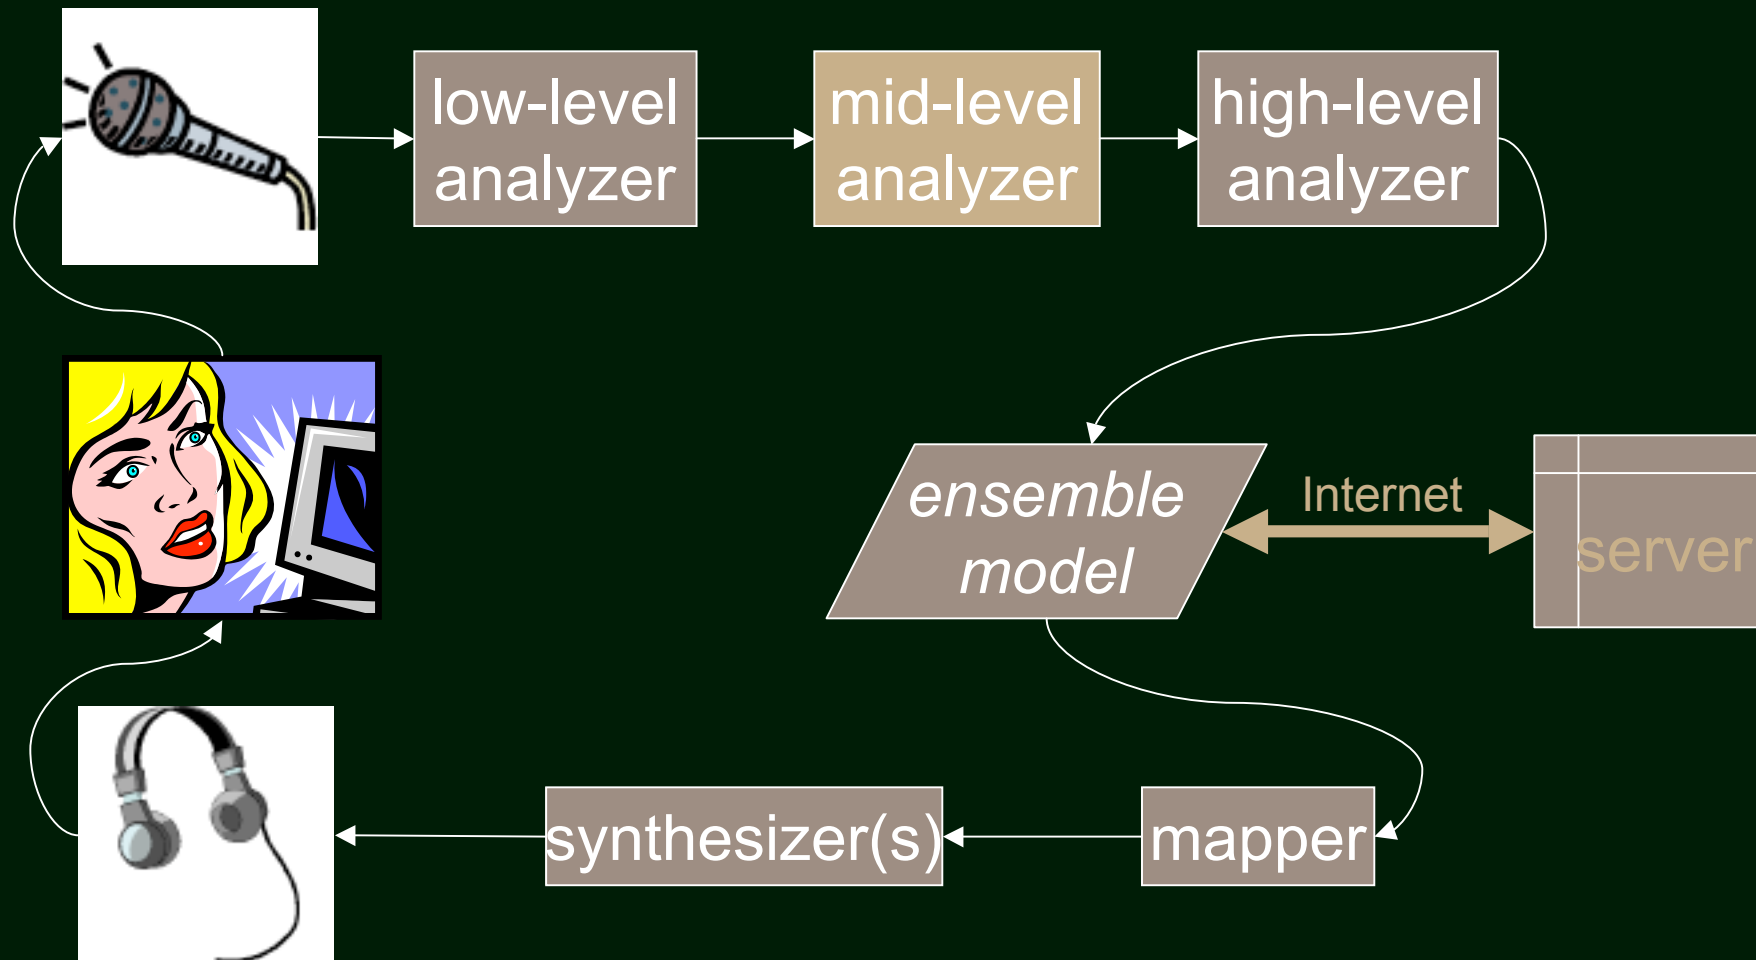 low-level
analyzer
mid-level
analyzer
high-level
analyzer
ensemble
model
Internet
server
synthesizer(s)
mapper